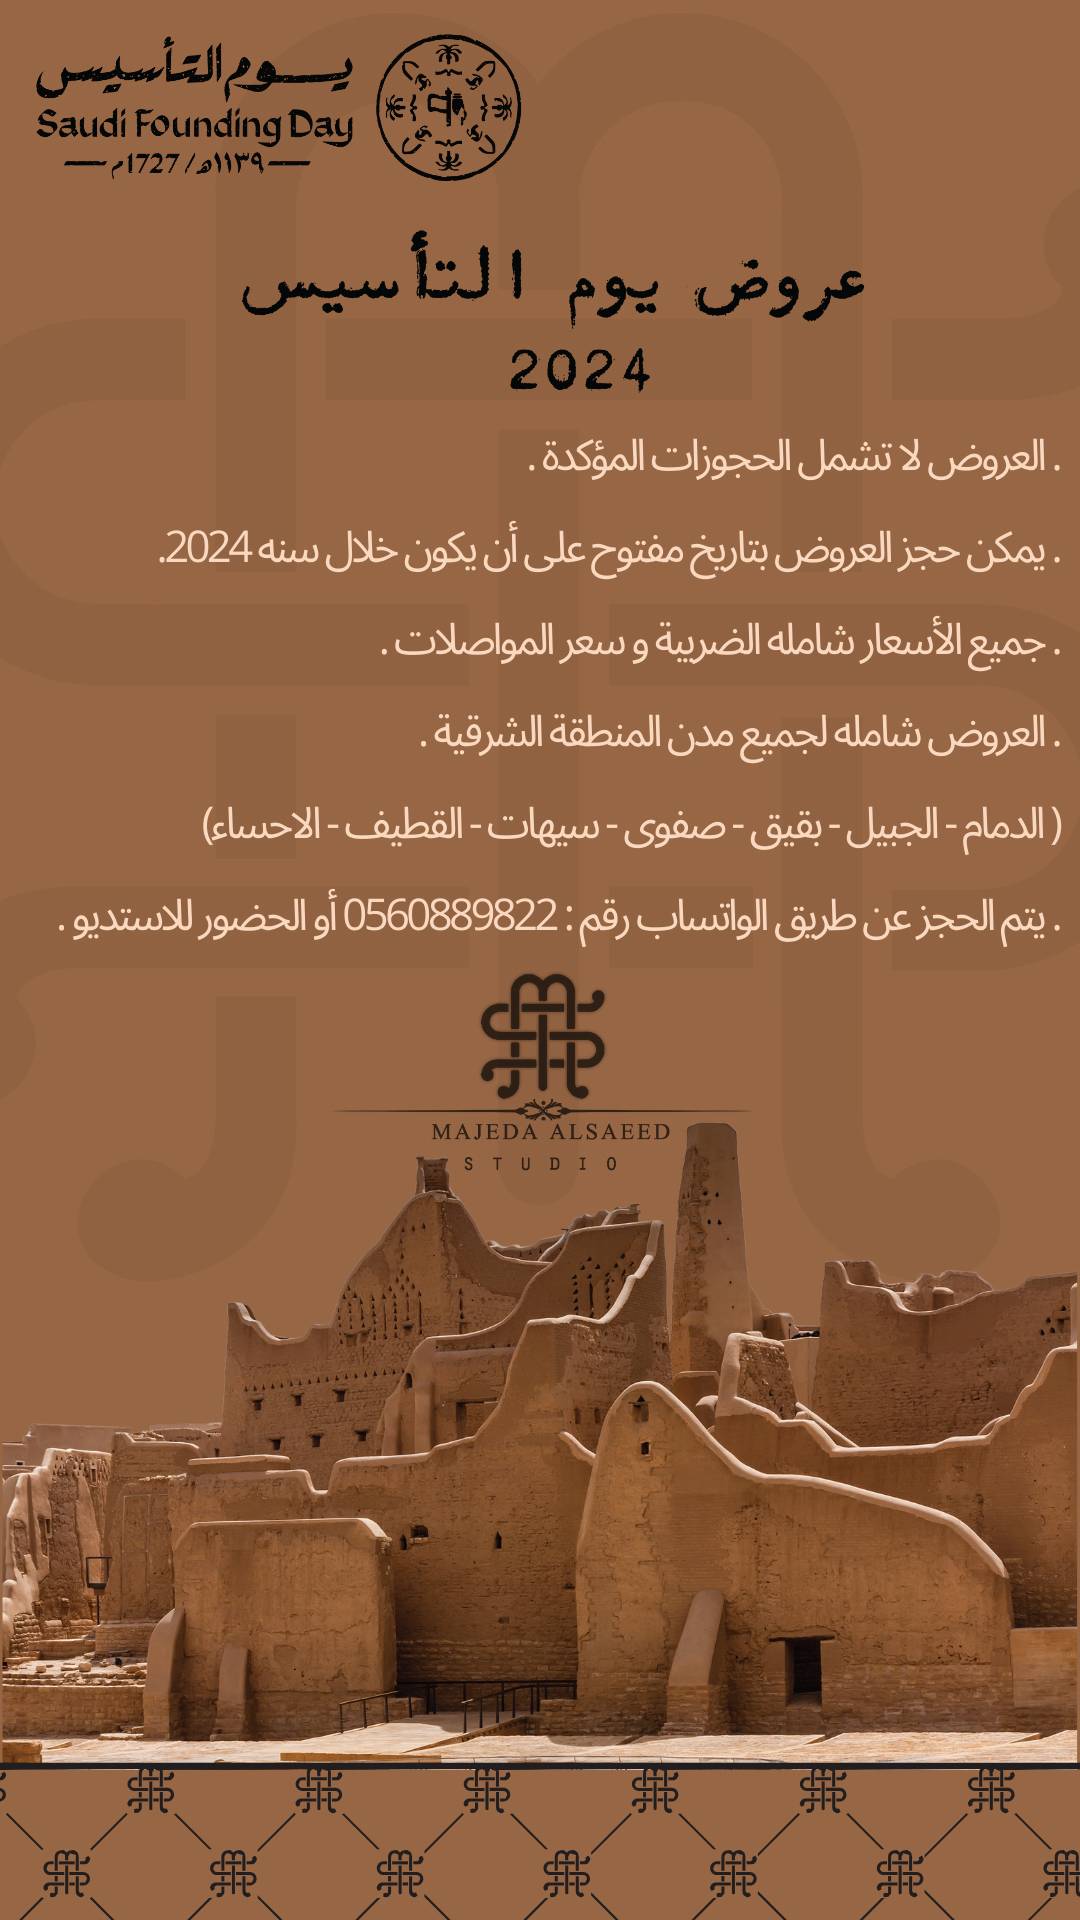 يوم التأسيس
Saudi Founding Day
١١٣٩هـ / 1727م
عروض يوم التأسيس
2024
. العروض لا تشمل الحجوزات المؤكدة .
. يمكن حجز العروض بتاريخ مفتوح على أن يكون خلال سنه 2024.
. جميع الأسعار شامله الضريبة و سعر المواصلات .
. العروض شامله لجميع مدن المنطقة الشرقية .
( الدمام - الجبيل - بقيق - صفوى - سيهات - القطيف - الاحساء)
. يتم الحجز عن طريق الواتساب رقم : 0560889822 أو الحضور للاستديو .
MAJEDA ALSAEED
STUDIO